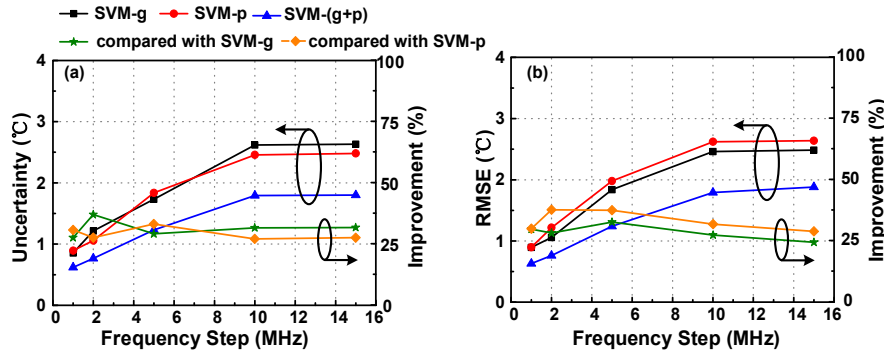 SVM-g SVM-p SVM-(g+p)
compared with SVM-g compared with SVM-p
(a)
Uncertainty (℃)
4
3
2
1
0
100
75
50
25
0
Improvement (%)
0 2 4 6 8 10 12 14 16
Frequency Step (MHz)
(b)
RMSE (℃)
4
3
2
1
0
100
75
50
25
0
Improvement (%)
0 2 4 6 8 10 12 14 16
Frequency Step (MHz)